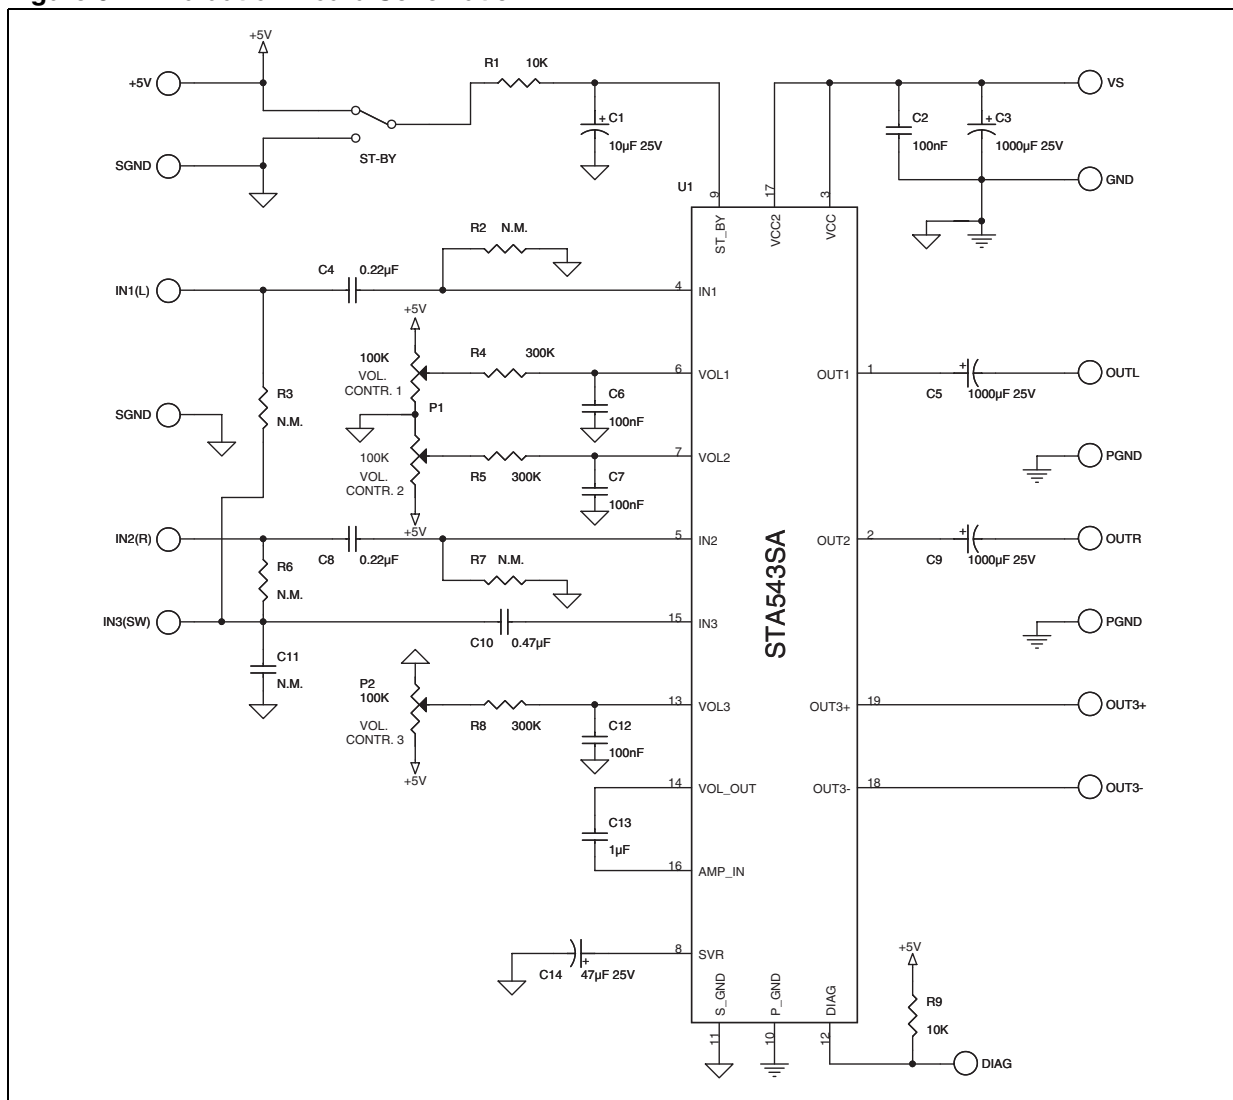 +5V
+5V
SGND
ST-BY
R1 10K
C1
10µF 25V
C2
100nF
C3
1000µF 25V
VS
GND
U1
9
17
3
ST_BY
VCC2
VCC
R2 N.M.
C4 0.22µF
IN1(L)
4 IN1
+5V
100K
VOL.
CONTR. 1
R4 300K
6 VOL1
C6
100nF
P1
R3
N.M.
SGND
100K
VOL.
CONTR. 2
R5 300K
7 VOL2
C7
100nF
+5V
IN2(R)
C8 0.22µF
5 IN2
R7 N.M.
R6
N.M.
IN3(SW)
C10 0.47µF
15 IN3
C11
N.M.
P2
100K
VOL.
CONTR. 3
+5V
R8 300K
13 VOL3
C12
100nF
14 VOL_OUT
C13
1µF
16 AMP_IN
C14 47µF 25V
8 SVR
STA543SA
OUT1 1
C5 1000µF 25V
OUTL
PGND
OUT2 2
C9 1000µF 25V
OUTR
PGND
OUT3+ 19
OUT3+
OUT3- 18
OUT3-
S_GND
P_GND
DIAG
11
10
12
+5V
R9
10K
DIAG